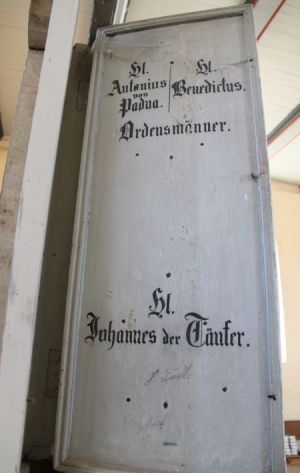 Hl. Hl.
Antonius Benedictus.
von
Padua.
Ordensmänner.
Hl.
Johannes der Täufer.